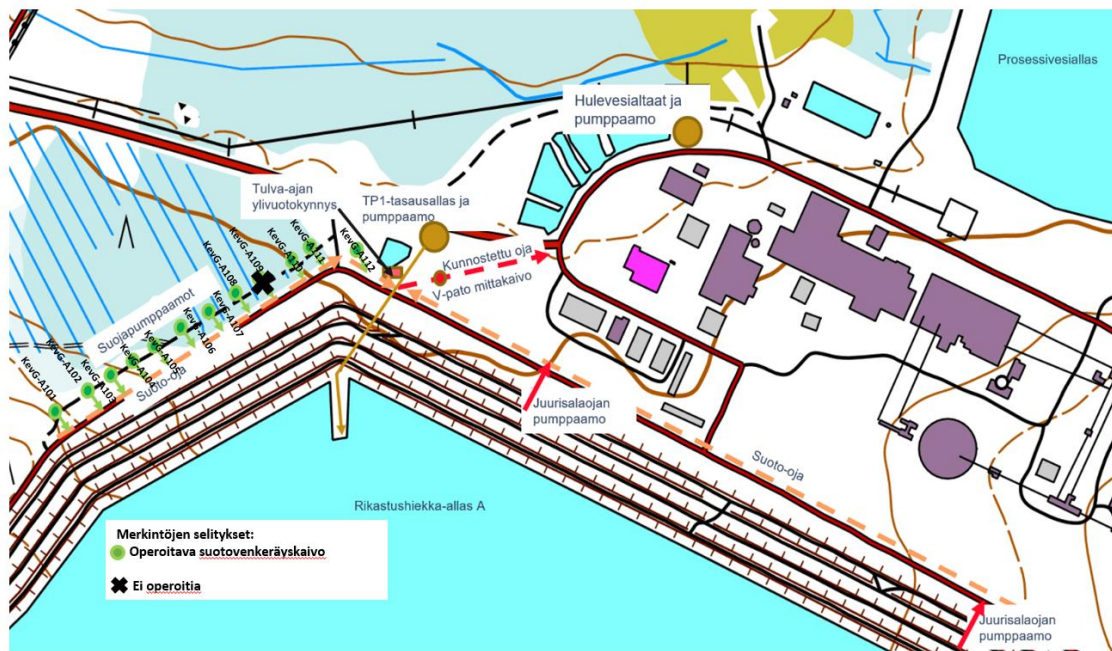 Prosessivesiallas
Hulevesialtaat ja
pumppaamo
Tulva-ajan
ylivuotokynnys
TP1-tasausallas ja
pumppaamo
Kunnostettu oja
V-pato mittakaivo
KevG-A112
KevG-A111
KevG-A110
KevG-A109
KevG-A108
KevG-A107
KevG-A106
KevG-A105
KevG-A104
KevG-A103
KevG-A102
KevG-A101
Suojapumppaamot
Suoto-oja
Juurisalaojan
pumppaamo
Suoto-oja
Rikastushiekka-allas A
Merkintöjen selitykset:
Operoitava suotovenkeräyskaivo
Ei operoitia
Juurisalaojan
pumppaamo